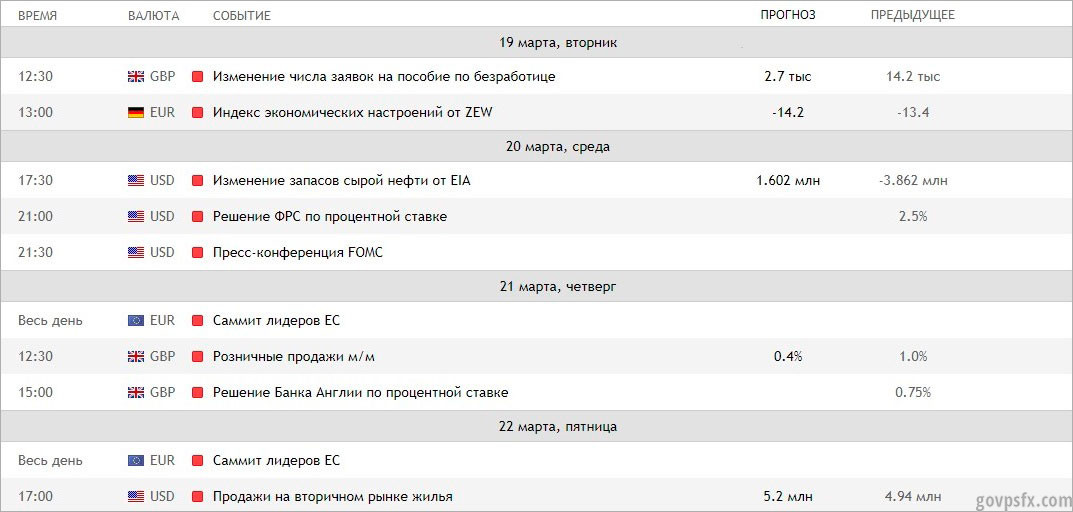 ВРЕМЯ ВАЛЮТА СОБЫТИЕ ПРОГНОЗ ПРЕДЫДУЩЕЕ
19 марта, вторник
12:30 GBP Изменение числа заявок на пособие по безработице 2.7 тыс 14.2 тыс
13:00 EUR Индекс экономических настроений от ZEW -14.2 -13.4
20 марта, среда
17:30 USD Изменение запасов сырой нефти от EIA 1.602 млн -3.862 млн
21:00 USD Решение ФРС по процентной ставке 2.5%
21:30 USD Пресс-конференция FOMC
21 марта, четверг
Весь день EUR Саммит лидеров ЕС
12:30 GBP Розничные продажи м/м 0.4% 1.0%
15:00 GBP Решение Банка Англии по процентной ставке 0.75%
22 марта, пятница
Весь день EUR Саммит лидеров ЕС
17:00 USD Продажи на вторичном рынке жилья 5.2 млн 4.94 млн
govpsfx.com